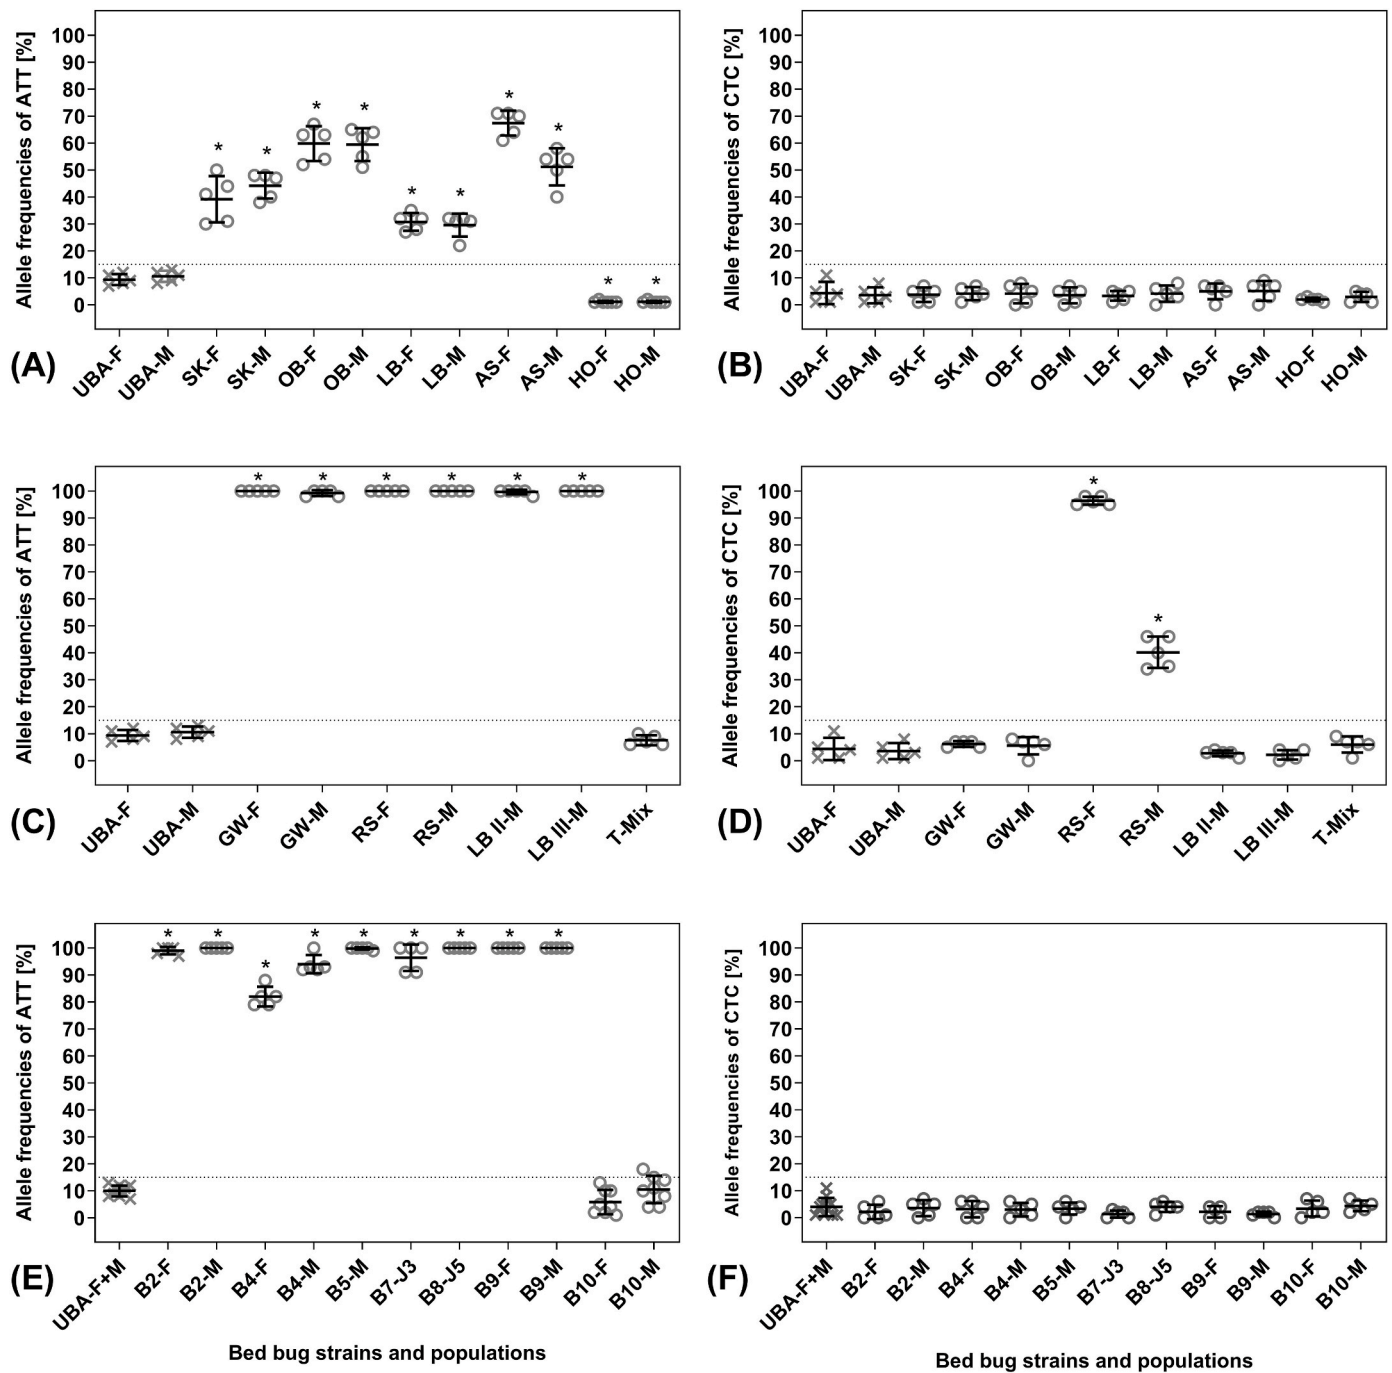 Allele frequencies of ATT [%]
100
90
80
70
60
50
40
30
20
10
0
* * * * * * * * * *
(A)
UBA-F UBA-M SK-F SK-M OB-F OB-M LB-F LB-M AS-F AS-M HO-F HO-M
Allele frequencies of CTC [%]
100
90
80
70
60
50
40
30
20
10
0
(B)
UBA-F UBA-M SK-F SK-M OB-F OB-M LB-F LB-M AS-F AS-M HO-F HO-M
Allele frequencies of ATT [%]
100
90
80
70
60
50
40
30
20
10
0
* * * * * *
(C)
UBA-F UBA-M GW-F GW-M RS-F RS-M LB II-M LB III-M T-Mix
Allele frequencies of CTC [%]
100
90
80
70
60
50
40
30
20
10
0
* *
(D)
UBA-F UBA-M GW-F GW-M RS-F RS-M LB II-M LB III-M T-Mix
Allele frequencies of ATT [%]
100
90
80
70
60
50
40
30
20
10
0
* * * * * * * * *
(E)
UBA-F+M B2-F B2-M B4-F B4-M B5-M B7-J3 B8-J5 B9-F B9-M B10-F B10-M
Bed bug strains and populations
Allele frequencies of CTC [%]
100
90
80
70
60
50
40
30
20
10
0
(F)
UBA-F+M B2-F B2-M B4-F B4-M B5-M B7-J3 B8-J5 B9-F B9-M B10-F B10-M
Bed bug strains and populations